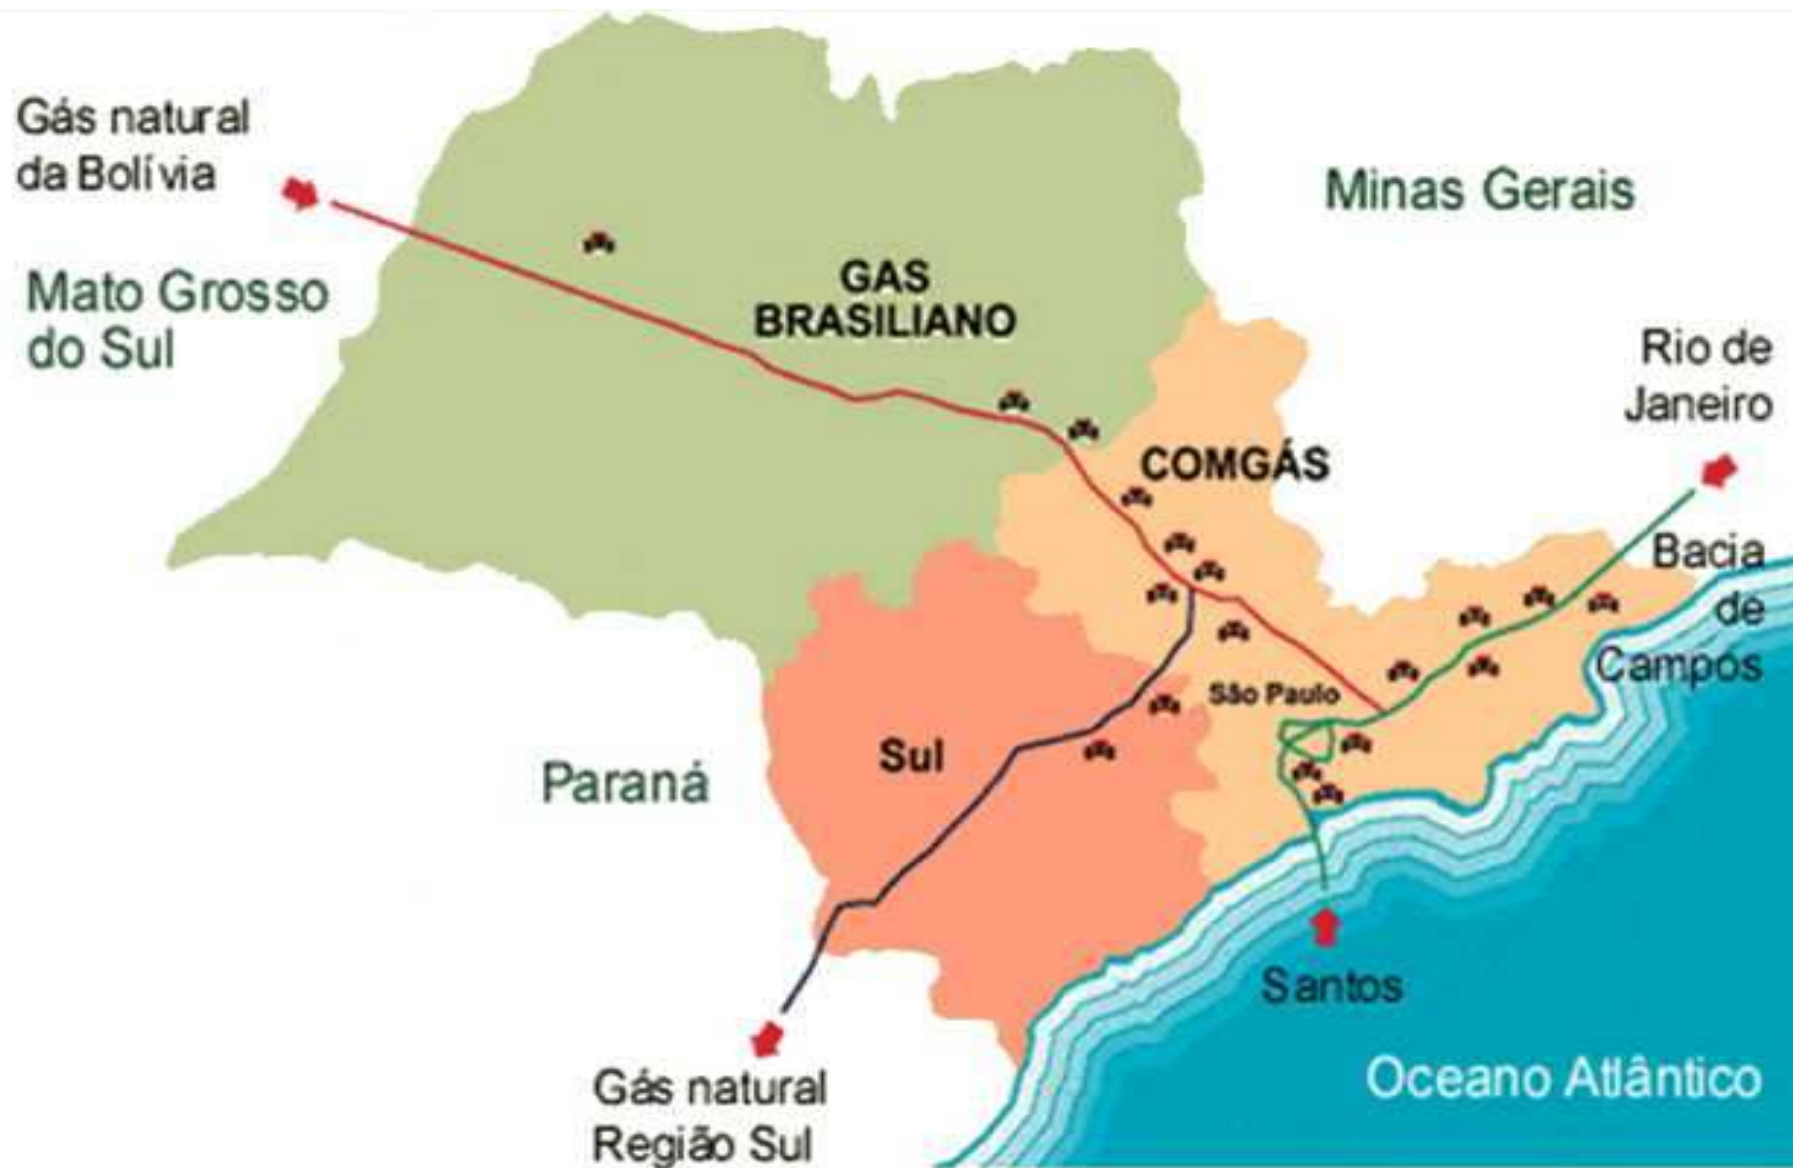 Gás natural
da Bolívia
Minas Gerais
GAS
BRASILIANO
Mato Grosso
do Sul
Rio de
Janeiro
COMGÁS
Bacia
de
Campos
São Paulo
Sul
Paraná
Santos
Oceano Atlântico
Gás natural
Região Sul